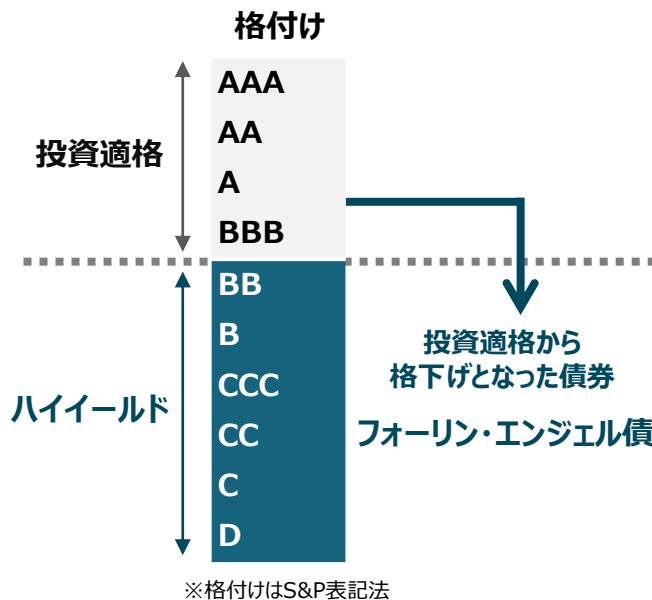 格付け
AAA
AA
A
BBB
投資適格
BB
B
CCC
CC
C
D
ハイイールド
投資適格から
格下げとなった債券
フォーリン・エンジェル債
※格付けはS&P表記法